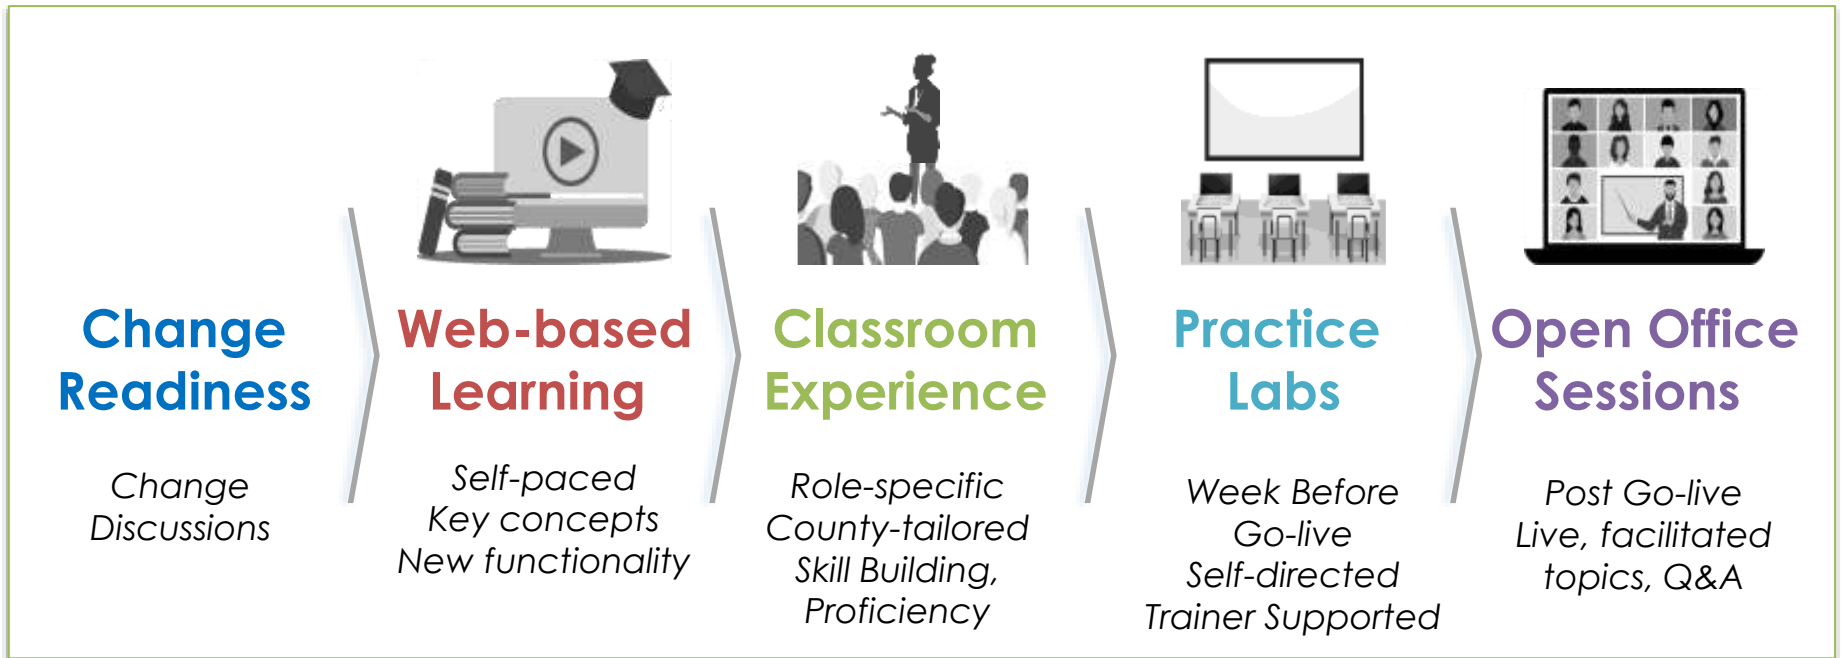 Change
Readiness
Change
Discussions
Web-based
Learning
Self-paced
Key concepts
New functionality
Classroom
Experience
Role-specific
County-tailored
Skill Building,
Proficiency
Practice
Labs
Week Before
Go-live
Self-directed
Trainer Supported
Open Office
Sessions
Post Go-live
Live, facilitated
topics, Q&A